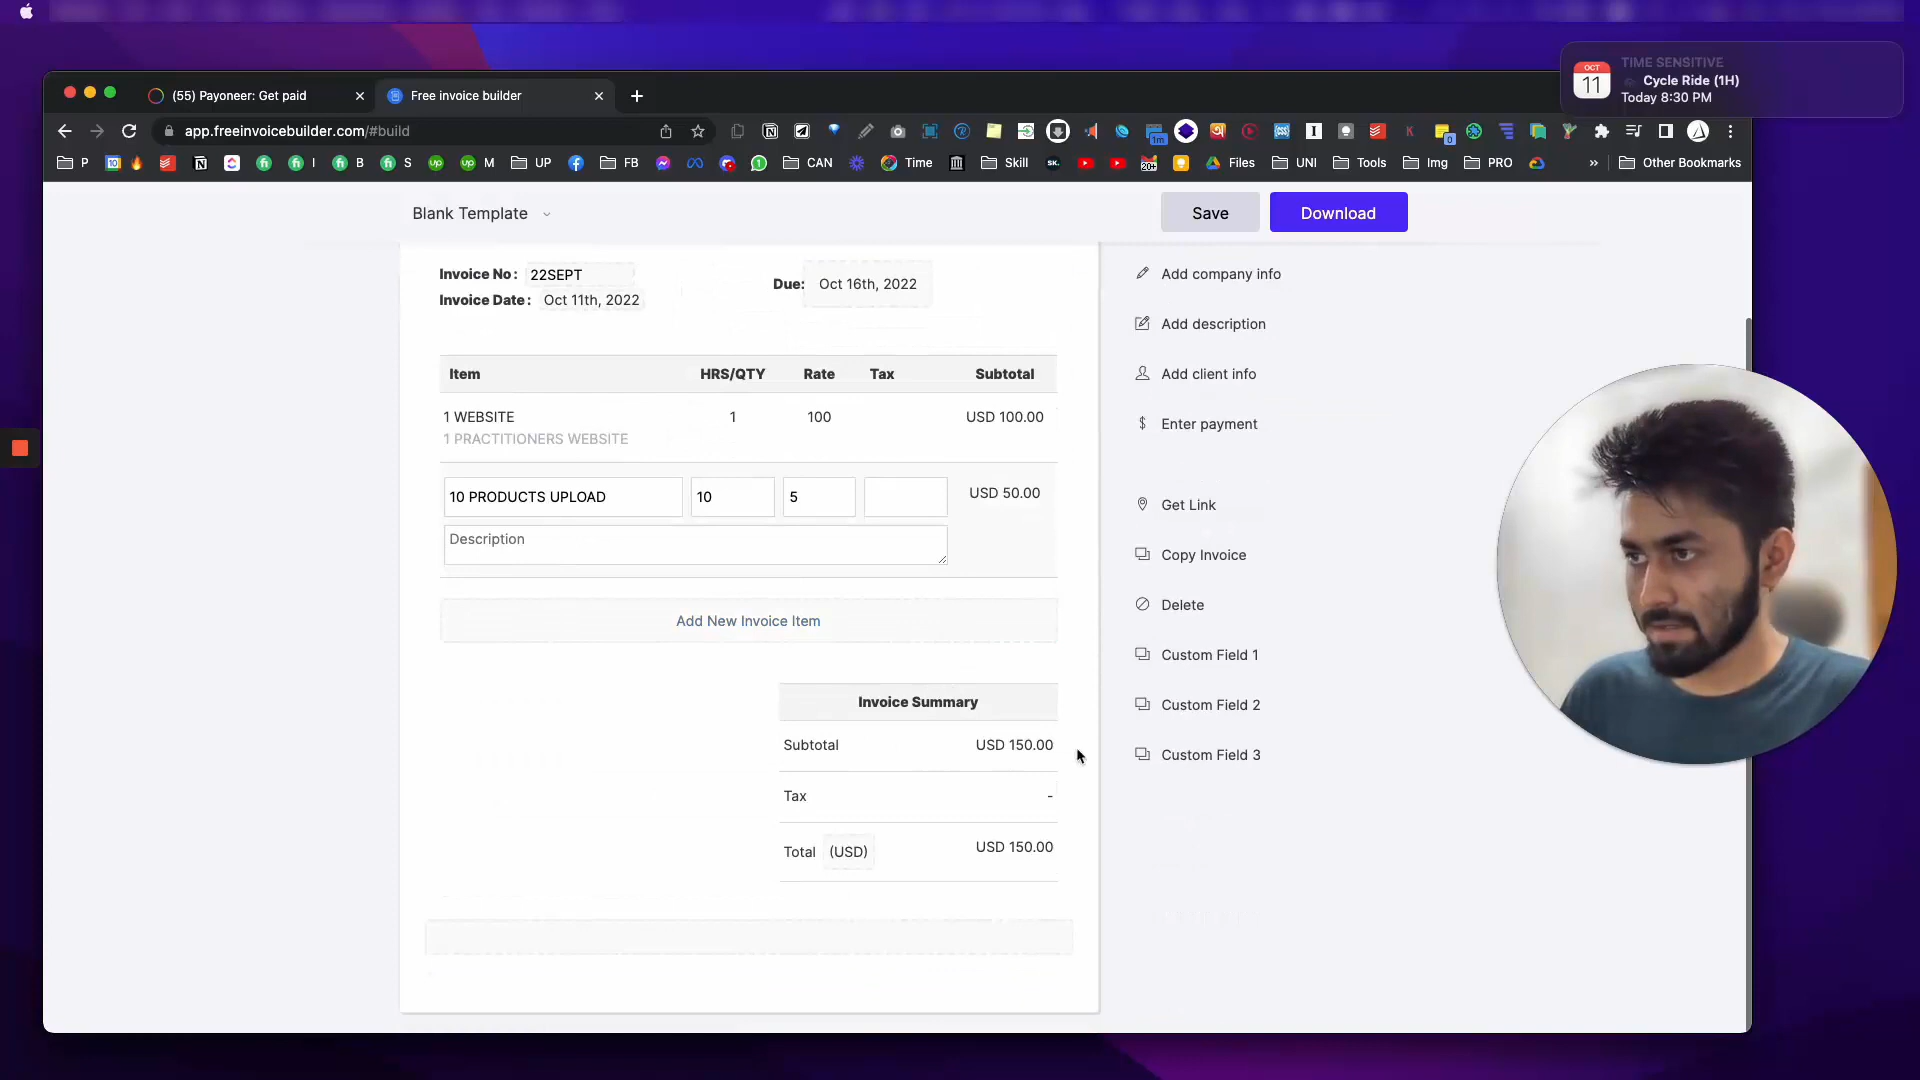 TIME SENSITIVE
OCT
11
Cycle Ride (1H)
Today 8:30 PM
(55) Payoneer: Get paid
Free invoice builder
app.freeinvoicebuilder.com/#build
1m
0
P
10
I
B
S
M
UP
FB
CAN
Time
Skill
SK.
20+
Files
UNI
Tools
Img
PRO
Other Bookmarks
Blank Template
Save
Download
Invoice No: 22SEPT
Invoice Date: Oct 11th, 2022
Due: Oct 16th, 2022
Item HRS/QTY Rate Tax Subtotal
1 WEBSITE 1 100 USD 100.00
1 PRACTITIONERS WEBSITE
10 PRODUCTS UPLOAD 10 5 USD 50.00
Description
Add New Invoice Item
Invoice Summary
Subtotal USD 150.00
Tax -
Total (USD) USD 150.00
Add company info
Add description
Add client info
Enter payment
Get Link
Copy Invoice
Delete
Custom Field 1
Custom Field 2
Custom Field 3